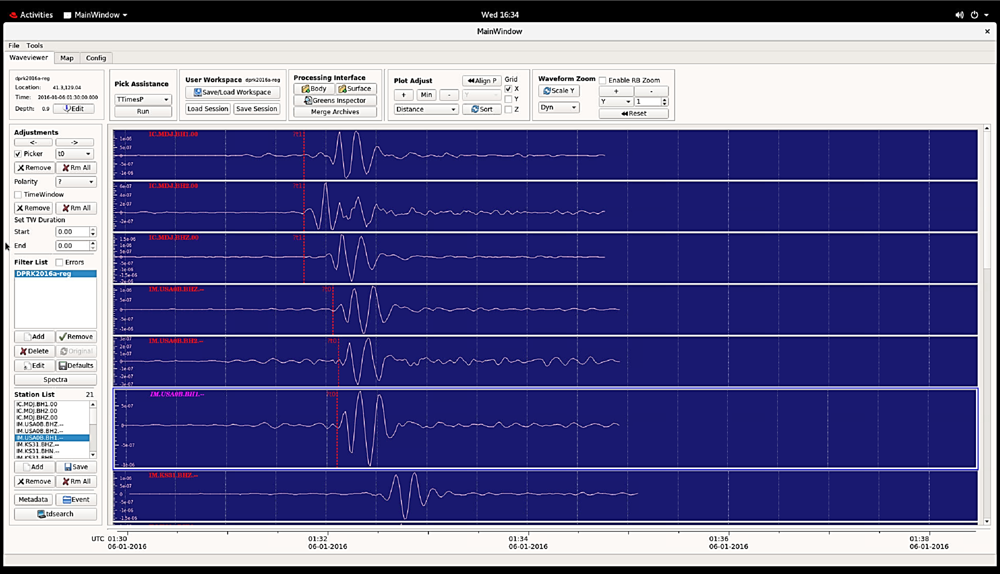 Activities MainWindow Wed 16:34
MainWindow
File Tools
Waveviewer Map Config
dprk2016a-reg
Location: 41.3,129.04
Time: 2016-01-06:01:30:00.000
Depth: 0.9 Edit
Pick Assistance
TTimesP
Run
User Workspace dprk2016a-reg
Save/Load Workspace
Load Session Save Session
Processing Interface
Body Surface
Greens Inspector
Merge Archives
Plot Adjust Align P Grid
+ Min - Y X
Y
Distance Sort Z
Waveform Zoom Enable RB Zoom
Scale Y + -
Y 1
Dyn
Reset
Adjustments
<- ->
Picker t0
Remove Rm All
Polarity ?
TimeWindow
Remove Rm All
Set TW Duration
Start 0.00
End 0.00
Filter List Errors
DPRK2016a-reg
Add Remove
Delete Original
Edit Defaults
Spectra
Station List 21
IC.MDJ.BH1.00
IC.MDJ.BH2.00
IC.MDJ.BHZ.00
IM.USA0B.BHZ.--
IM.USA0B.BH2.--
IM.USA0B.BH1.--
IM.KS31.BHZ.--
IM.KS31.BHN.--
IM.KS31.BHE
Add Save
Remove Rm All
Metadata Event
tdsearch
IC.MDJ.BH1.00 ?t1
1e-06
5e-07
0
-5e-07
-1e-06
IC.MDJ.BH2.00 ?t1
6e-07
4e-07
2e-07
0
-2e-07
IC.MDJ.BHZ.00 ?t1
1.5e-06
1e-06
5e-07
0
-5e-07
-1e-06
-1.5e-06
-2e-06
IM.USA0B.BHZ.-- ?t0
1e-06
5e-07
0
-5e-07
-1e-06
IM.USA0B.BH2.-- ?t0
3e-07
2e-07
1e-07
0
-1e-07
-2e-07
-3e-07
IM.USA0B.BH1.-- ?t0
5e-07
0
-5e-07
-1e-06
IM.KS31.BHZ.--
1e-06
5e-07
0
-5e-07
-1e-06
-1.5e-06
UTC 01:30 01:32 01:34 01:36 01:38
06-01-2016 06-01-2016 06-01-2016 06-01-2016 06-01-2016